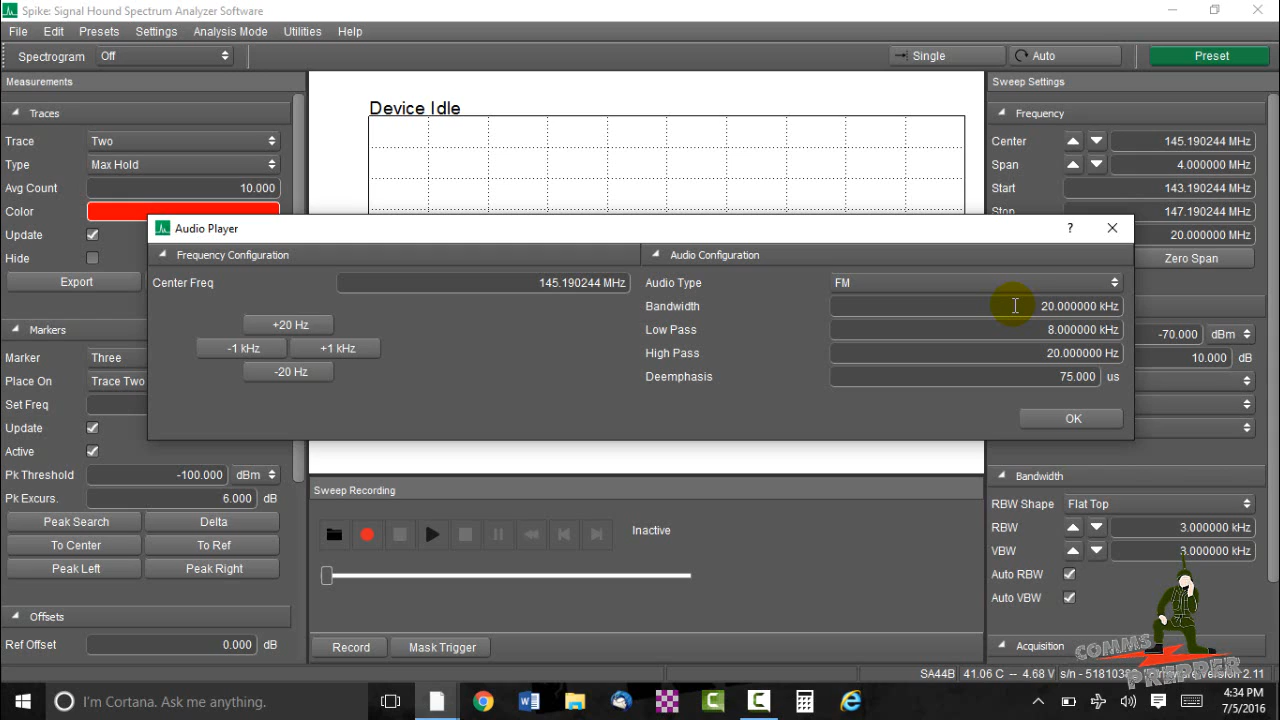 Spike: Signal Hound Spectrum Analyzer Software
File Edit Presets Settings Analysis Mode Utilities Help
Spectrogram Off Single Auto Preset
Measurements
Traces
Trace Two
Type Max Hold
Avg Count 10.000
Color
Update
Hide
Export
Markers
Marker Three
Place On Trace Two
Set Freq
Update
Active
Pk Threshold -100.000 dBm
Pk Excurs. 6.000 dB
Peak Search Delta
To Center To Ref
Peak Left Peak Right
Offsets
Ref Offset 0.000 dB
Device Idle
Audio Player ?
Frequency Configuration
Center Freq 145.190244 MHz
+20 Hz
-1 kHz +1 kHz
-20 Hz
Audio Configuration
Audio Type FM
Bandwidth 20.000000 kHz
Low Pass 8.000000 kHz
High Pass 20.000000 Hz
Deemphasis 75.000 us
OK
Sweep Recording
Inactive
Record Mask Trigger
Sweep Settings
Frequency
Center 145.190244 MHz
Span 4.000000 MHz
Start 143.190244 MHz
Stop 147.190244 MHz
20.000000 MHz
Zero Span
-70.000 dBm
10.000 dB
Bandwidth
RBW Shape Flat Top
RBW 3.000000 kHz
VBW 3.000000 kHz
Auto RBW
Auto VBW
Acquisition
COMMS
PREPPER
SA44B 41.06 C -- 4.68 V
2.11
I'm Cortana. Ask me anything.
4:34 PM
7/5/2016